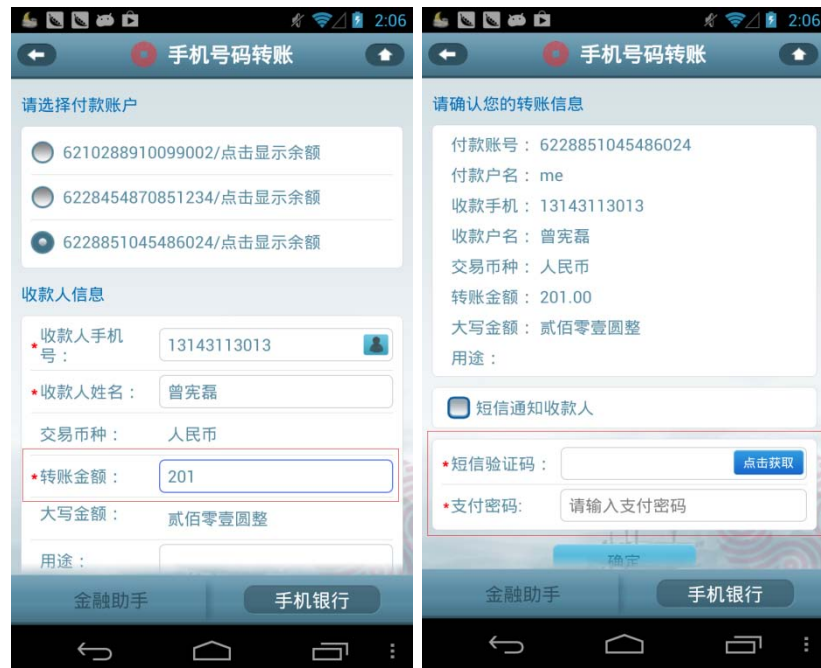 2:06
手机号码转账
请选择付款账户
6210288910099002/点击显示余额
6228454870851234/点击显示余额
6228851045486024/点击显示余额
收款人信息
*收款人手机号： 13143113013
*收款人姓名： 曾宪磊
交易币种： 人民币
*转账金额： 201
大写金额： 贰佰零壹圆整
用途：
金融助手 手机银行
2:06
手机号码转账
请确认您的转账信息
付款账号： 6228851045486024
付款户名： me
收款手机： 13143113013
收款户名： 曾宪磊
交易币种： 人民币
转账金额： 201.00
大写金额： 贰佰零壹圆整
用途：
短信通知收款人
*短信验证码： 点击获取
*支付密码: 请输入支付密码
确定
金融助手 手机银行